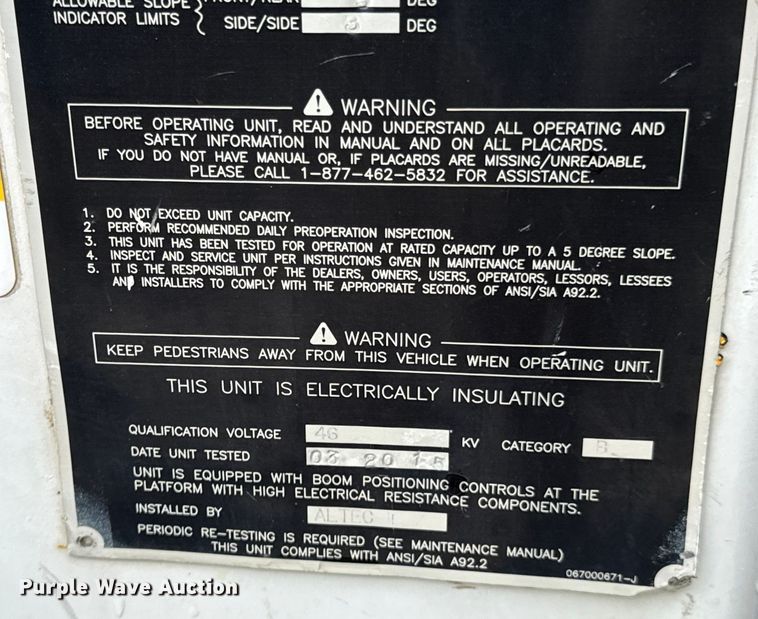 ALLOWABLE SLOPE } FRONT/REAR DEG
INDICATOR LIMITS { SIDE/SIDE 5 DEG
WARNING
BEFORE OPERATING UNIT, READ AND UNDERSTAND ALL OPERATING AND
SAFETY INFORMATION IN MANUAL AND ON ALL PLACARDS.
IF YOU DO NOT HAVE MANUAL OR, IF PLACARDS ARE MISSING/UNREADABLE,
PLEASE CALL 1-877-462-5832 FOR ASSISTANCE.
1. DO NOT EXCEED UNIT CAPACITY.
2. PERFORM RECOMMENDED DAILY PREOPERATION INSPECTION.
3. THIS UNIT HAS BEEN TESTED FOR OPERATION AT RATED CAPACITY UP TO A 5 DEGREE SLOPE.
4. INSPECT AND SERVICE UNIT PER INSTRUCTIONS GIVEN IN MAINTENANCE MANUAL.
5. IT IS THE RESPONSIBILITY OF THE DEALERS, OWNERS, USERS, OPERATORS, LESSORS, LESSEES
AND INSTALLERS TO COMPLY WITH THE APPROPRIATE SECTIONS OF ANSI/SIA A92.2.
WARNING
KEEP PEDESTRIANS AWAY FROM THIS VEHICLE WHEN OPERATING UNIT.
THIS UNIT IS ELECTRICALLY INSULATING
QUALIFICATION VOLTAGE 46 KV CATEGORY B
DATE UNIT TESTED 03 2015
UNIT IS EQUIPPED WITH BOOM POSITIONING CONTROLS AT THE
PLATFORM WITH HIGH ELECTRICAL RESISTANCE COMPONENTS.
INSTALLED BY ALTEC
PERIODIC RE-TESTING IS REQUIRED (SEE MAINTENANCE MANUAL)
THIS UNIT COMPLIES WITH ANSI/SIA A92.2
067000671-J
Purple Wave Auction